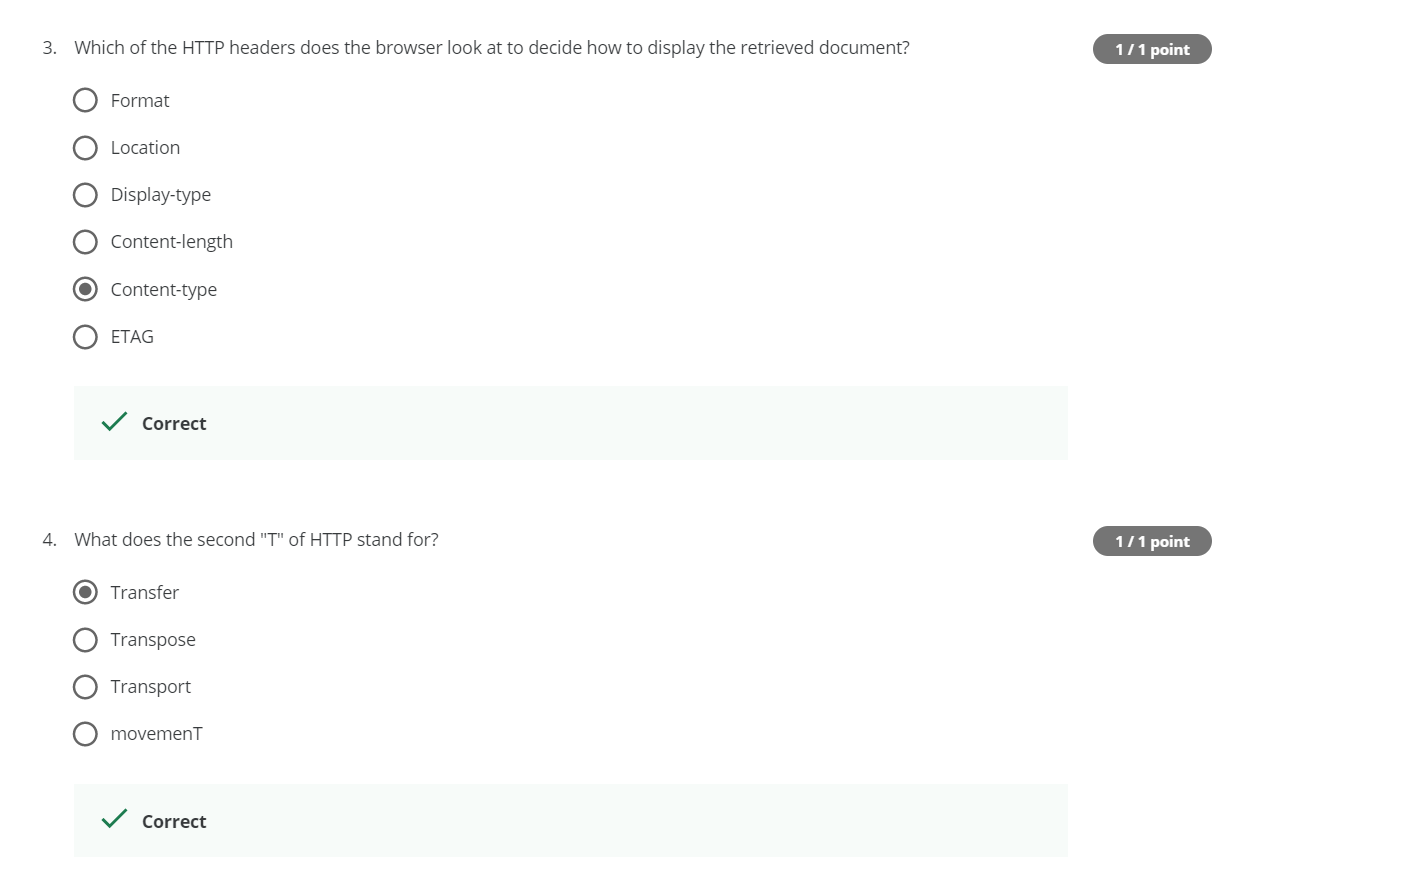 3. Which of the HTTP headers does the browser look at to decide how to display the retrieved document?
1 / 1 point
Format
Location
Display-type
Content-length
Content-type
ETAG
Correct
4. What does the second "T" of HTTP stand for?
1 / 1 point
Transfer
Transpose
Transport
movemenT
Correct